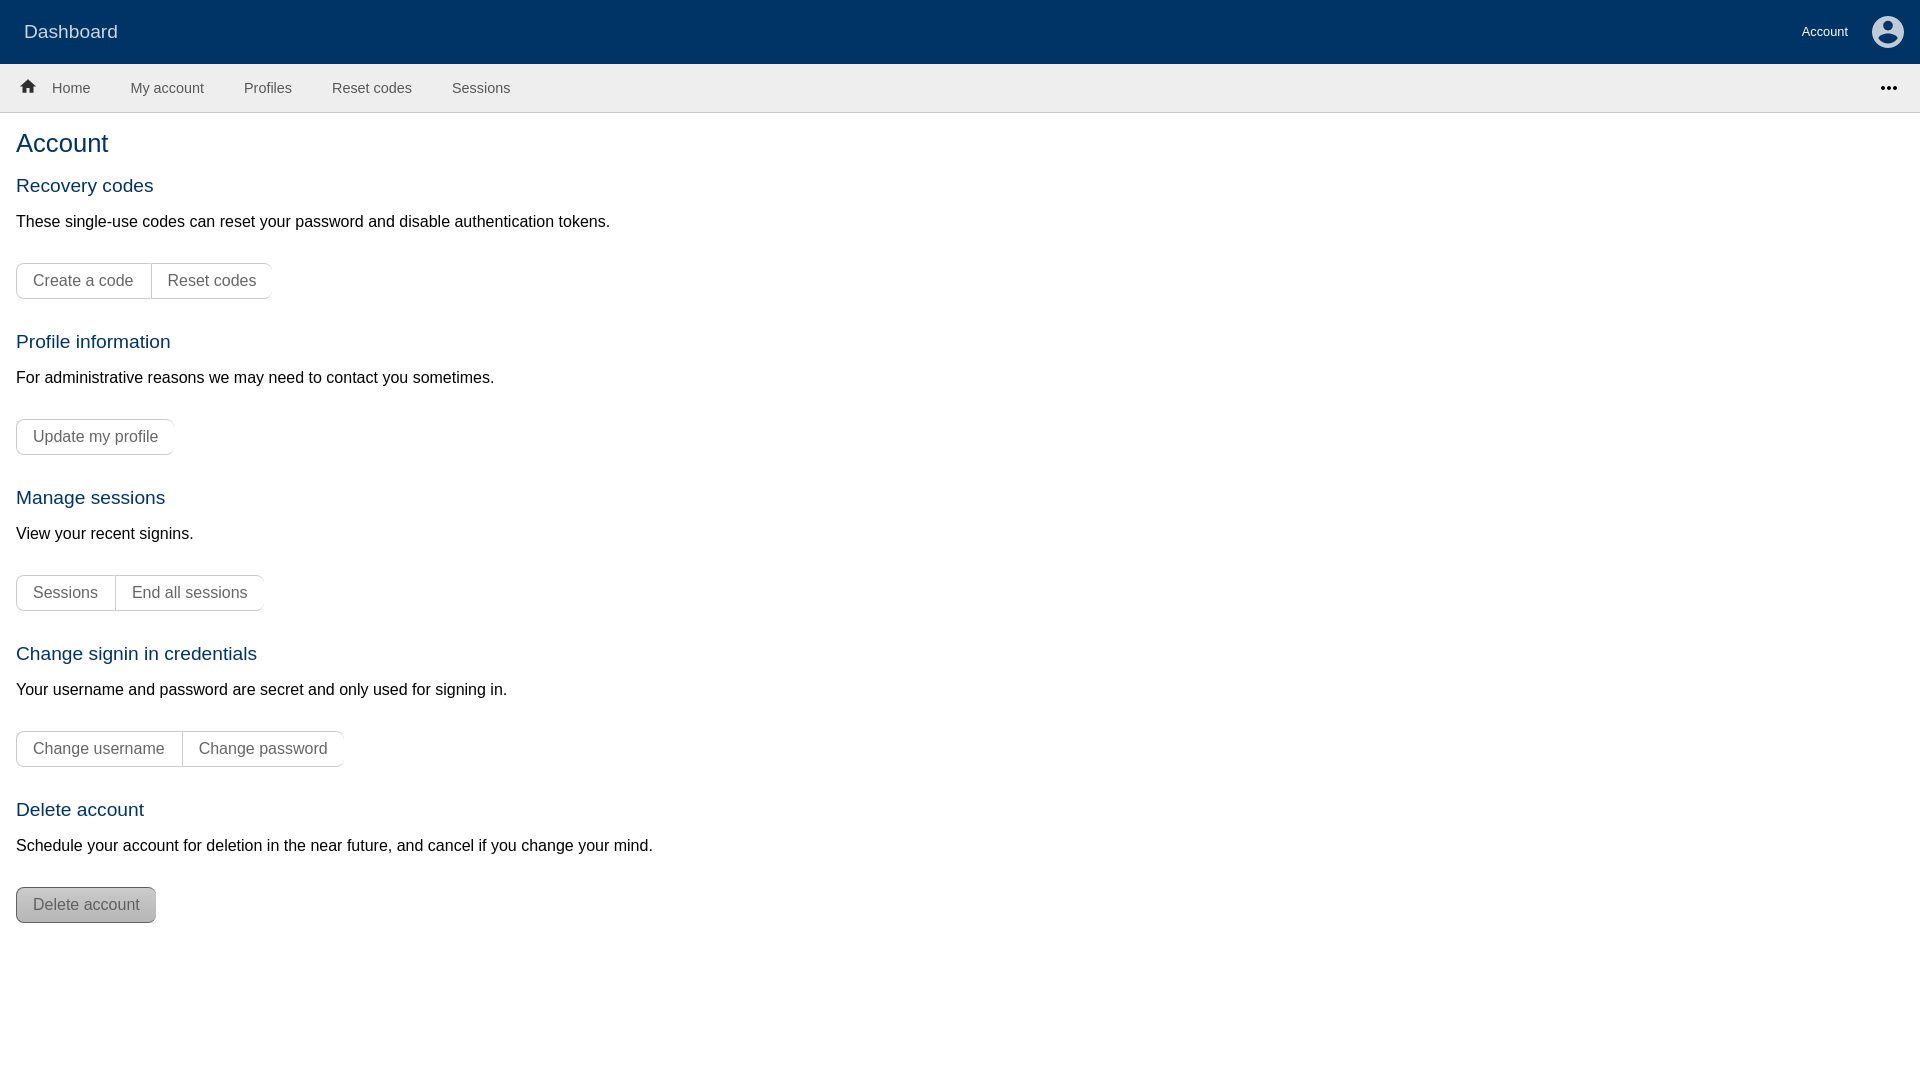 Dashboard
Account
Home My account Profiles Reset codes Sessions
Account
Recovery codes
These single-use codes can reset your password and disable authentication tokens.
Create a code Reset codes
Profile information
For administrative reasons we may need to contact you sometimes.
Update my profile
Manage sessions
View your recent signins.
Sessions End all sessions
Change signin in credentials
Your username and password are secret and only used for signing in.
Change username Change password
Delete account
Schedule your account for deletion in the near future, and cancel if you change your mind.
Delete account